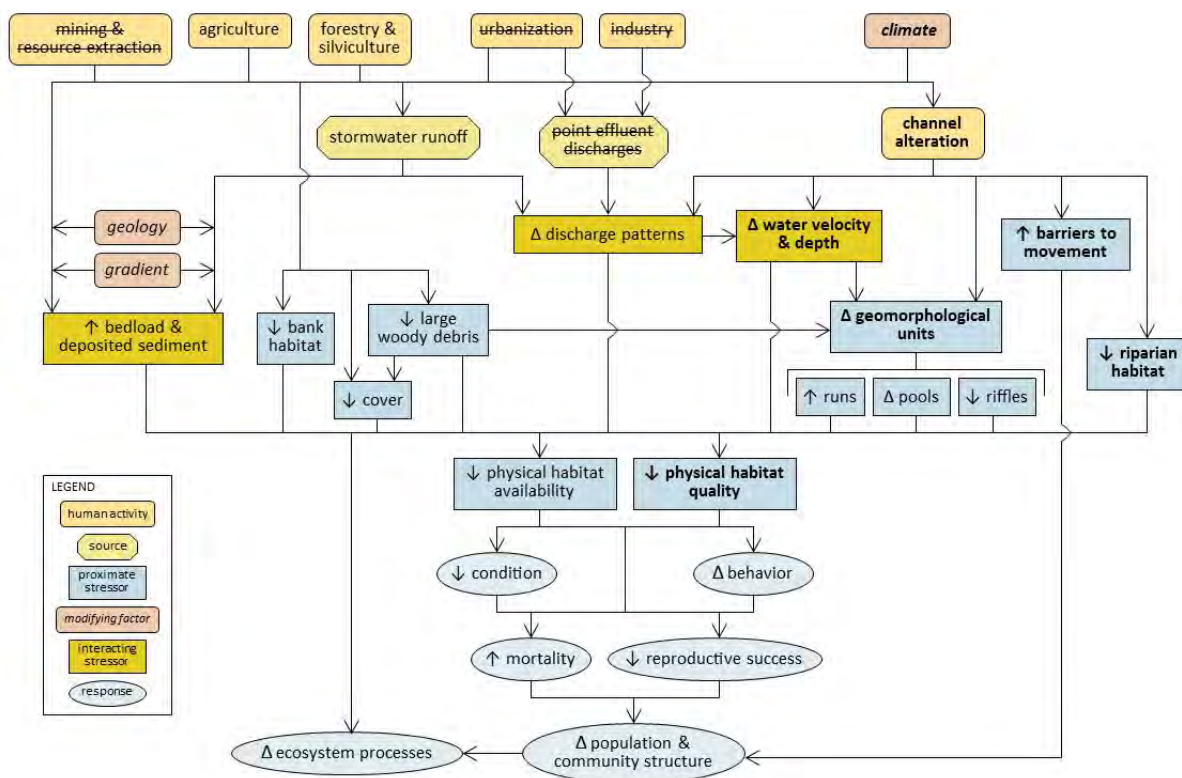 mining &
resource extraction
agriculture
forestry &
silviculture
urbanization
industry
climate
stormwater runoff
point effluent
discharges
channel
alteration
geology
gradient
Δ discharge patterns
Δ water velocity
& depth
↑ barriers to
movement
↑ bedload &
deposited sediment
↓ bank
habitat
↓ large
woody debris
Δ geomorphological
units
↓ riparian
habitat
↓ cover
↑ runs
Δ pools
↓ riffles
↓ physical habitat
availability
↓ physical habitat
quality
LEGEND
human activity
source
proximate
stressor
modifying factor
interacting
stressor
response
↓ condition
Δ behavior
↑ mortality
↓ reproductive success
Δ ecosystem processes
Δ population &
community structure